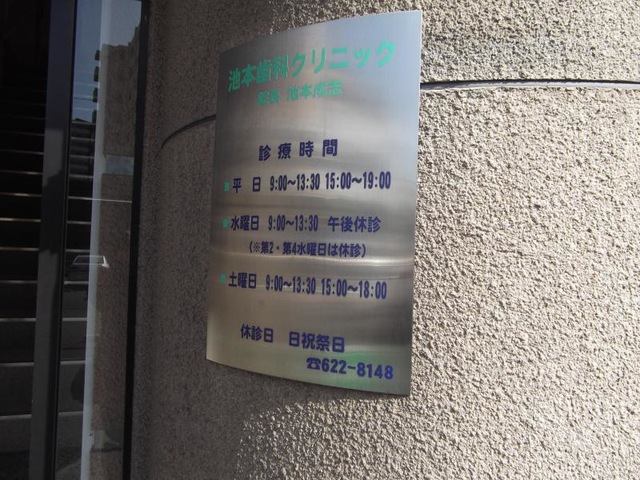 池本歯科クリニック
院長 池本成志
診療時間
平 日 9:00〜13:30 15:00〜19:00
水曜日 9:00〜13:30 午後休診
(※第2・第4水曜日は休診)
土曜日 9:00〜13:30 15:00〜18:00
休診日 日祝祭日
☎622-8148